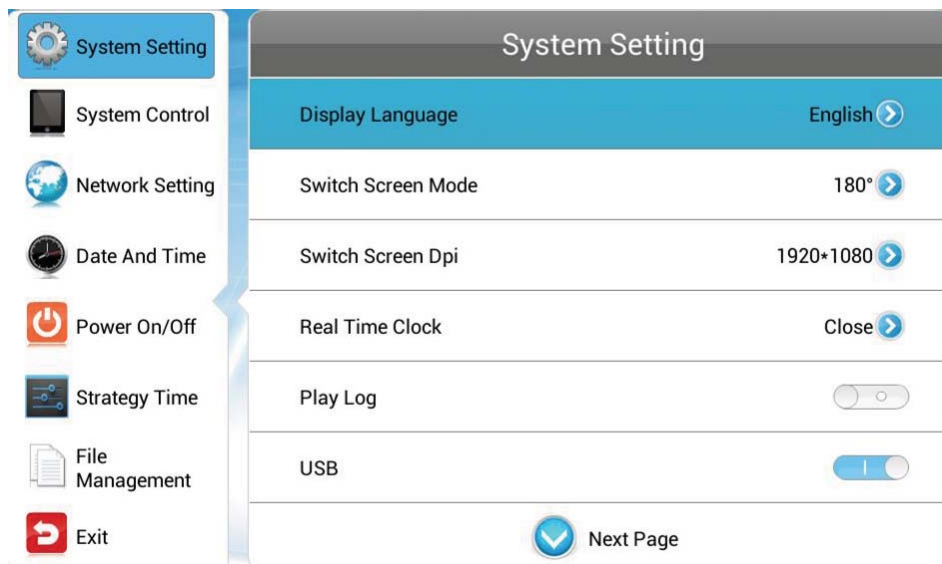 System Setting
System Control
Network Setting
Date And Time
Power On/Off
Strategy Time
File
Management
Exit
System Setting
Display Language English
Switch Screen Mode 180°
Switch Screen Dpi 1920*1080
Real Time Clock Close
Play Log
USB
Next Page